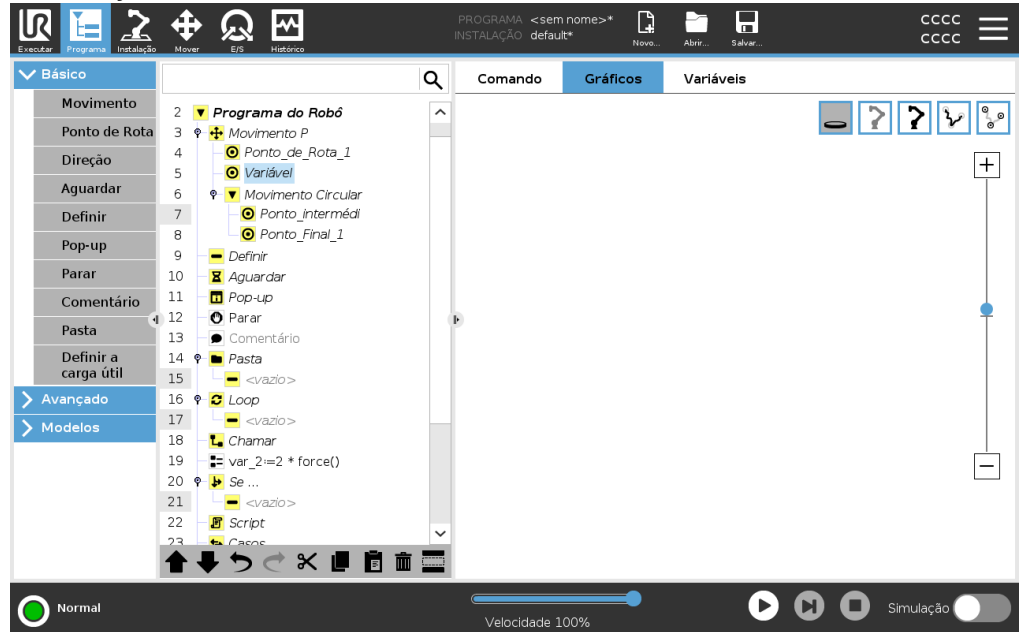 PROGRAMA <sem nome>*
INSTALAÇÃO default*
Executar Programa Instalação Mover E/S Histórico
Novo... Abrir... Salvar...
CCCC
CCCC
Básico
Movimento
Ponto de Rota
Direção
Aguardar
Definir
Pop-up
Parar
Comentário
Pasta
Definir a
carga útil
Avançado
Modelos
2 Programa do Robô
3 Movimento P
4 Ponto_de_Rota_1
5 Variável
6 Movimento Circular
7 Ponto_intermédi
8 Ponto_Final_1
9 Definir
10 Aguardar
11 Pop-up
12 Parar
13 Comentário
14 Pasta
15 <vazio>
16 Loop
17 <vazio>
18 Chamar
19 var_2:=2 * force()
20 Se ...
21 <vazio>
22 Script
23 Casos
Comando Gráficos Variáveis
Normal
Velocidade 100%
Simulação